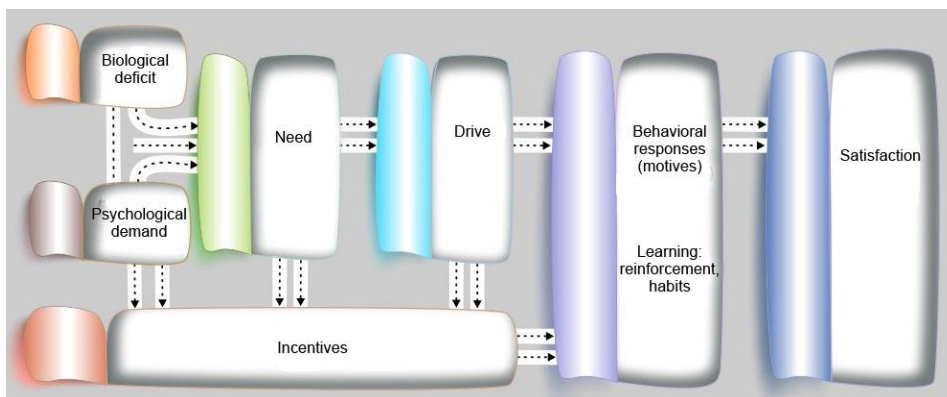 Biological
deficit
Need
Drive
Behavioral
responses
(motives)
Satisfaction
Psychological
demand
Learning:
reinforcement,
habits
Incentives